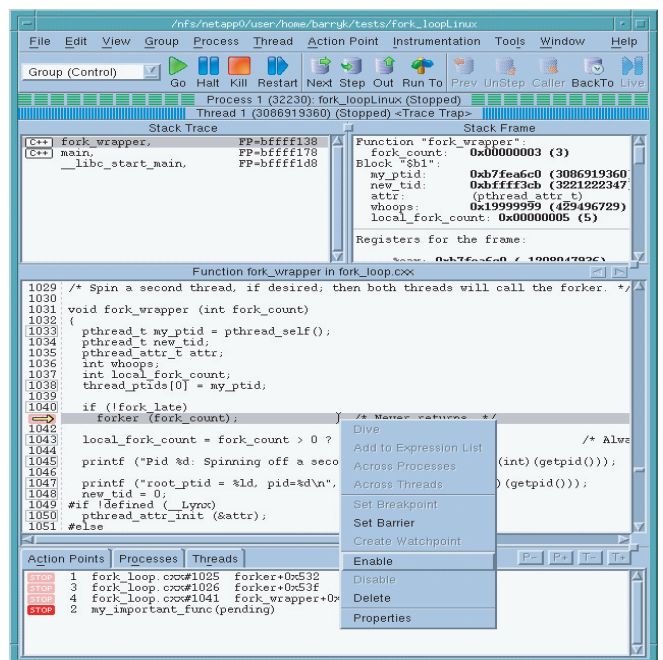 /nfs/netapp0/user/home/barryk/tests/fork_loopLinux
File Edit View Group Process Thread Action Point Instrumentation Tools Window Help
Group (Control)
Go Halt Kill Restart Next Step Out Run To Prev UnStep Caller BackTo Live
Process 1 (32230): fork_loopLinux (Stopped)
Thread 1 (3086919360) (Stopped) <Trace Trap>
Stack Trace
C++ fork_wrapper, FP=bffff138
C++ main, FP=bffff178
__libc_start_main, FP=bffff1d8
Stack Frame
Function "fork_wrapper":
fork_count: 0x00000003 (3)
Block "$b1":
my_ptid: 0xb7fea6c0 (3086919360)
new_tid: 0xbffff3cb (3221222347)
attr: (pthread_attr_t)
whoops: 0x19999999 (429496729)
local_fork_count: 0x00000005 (5)
Registers for the frame:
Function fork_wrapper in fork_loop.cxx
1029 /* Spin a second thread, if desired; then both threads will call the forker. */
1030
1031 void fork_wrapper (int fork_count)
1032 {
1033 pthread_t my_ptid = pthread_self();
1034 pthread_t new_tid;
1035 pthread_attr_t attr;
1036 int whoops;
1037 int local_fork_count;
1038 thread_ptids[0] = my_ptid;
1039
1040 if (!fork_late)
forker (fork_count); /* Never returns */
1042
1043 local_fork_count = fork_count > 0 ? /* Alwa
1044
1045 printf ("Pid %d: Spinning off a seco (int)(getpid()));
1046
1047 printf ("root_ptid = %ld, pid=%d\n", )(getpid()));
1048 new_tid = 0;
1049 #if !defined (__Lynx)
1050 pthread_attr_init (&attr);
1051 #else
Dive
Add to Expression List
Across Processes
Across Threads
Set Breakpoint
Set Barrier
Create Watchpoint
Enable
Disable
Delete
Properties
Action Points Processes Threads P- P+ T- T+
STOP 1 fork_loop.cxx#1025 forker+0x532
STOP 3 fork_loop.cxx#1026 forker+0x53f
STOP 4 fork_loop.cxx#1041 fork_wrapper+0x
STOP 2 my_important_func(pending)